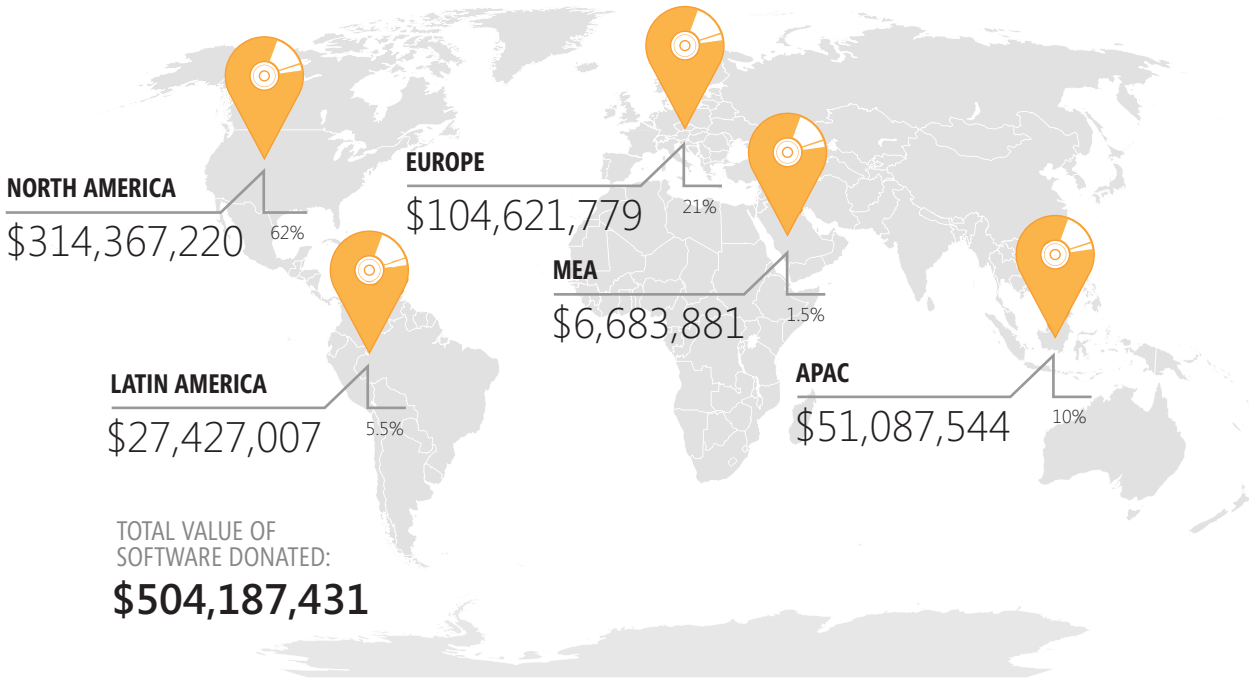 NORTH AMERICA
$314,367,220
62%
EUROPE
$104,621,779
21%
MEA
$6,683,881
1.5%
LATIN AMERICA
$27,427,007
5.5%
APAC
$51,087,544
10%
TOTAL VALUE OF
SOFTWARE DONATED:
$504,187,431